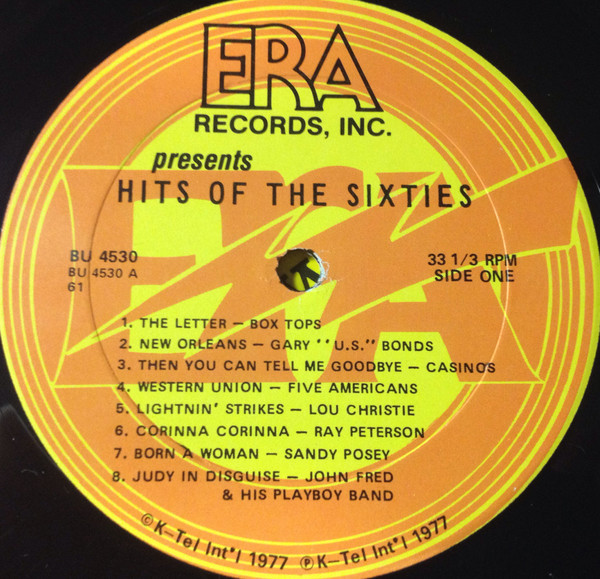 ERA
RECORDS, INC.
presents
HITS OF THE SIXTIES
BU 4530
BU 4530 A
61
33 1/3 RPM
SIDE ONE
1. THE LETTER – BOX TOPS
2. NEW ORLEANS – GARY "U.S." BONDS
3. THEN YOU CAN TELL ME GOODBYE – CASINOS
4. WESTERN UNION – FIVE AMERICANS
5. LIGHTNIN' STRIKES – LOU CHRISTIE
6. CORINNA CORINNA – RAY PETERSON
7. BORN A WOMAN – SANDY POSEY
8. JUDY IN DISGUISE – JOHN FRED
& HIS PLAYBOY BAND
ERA
©K-Tel Int'l 1977 ℗K-Tel Int'l 1977